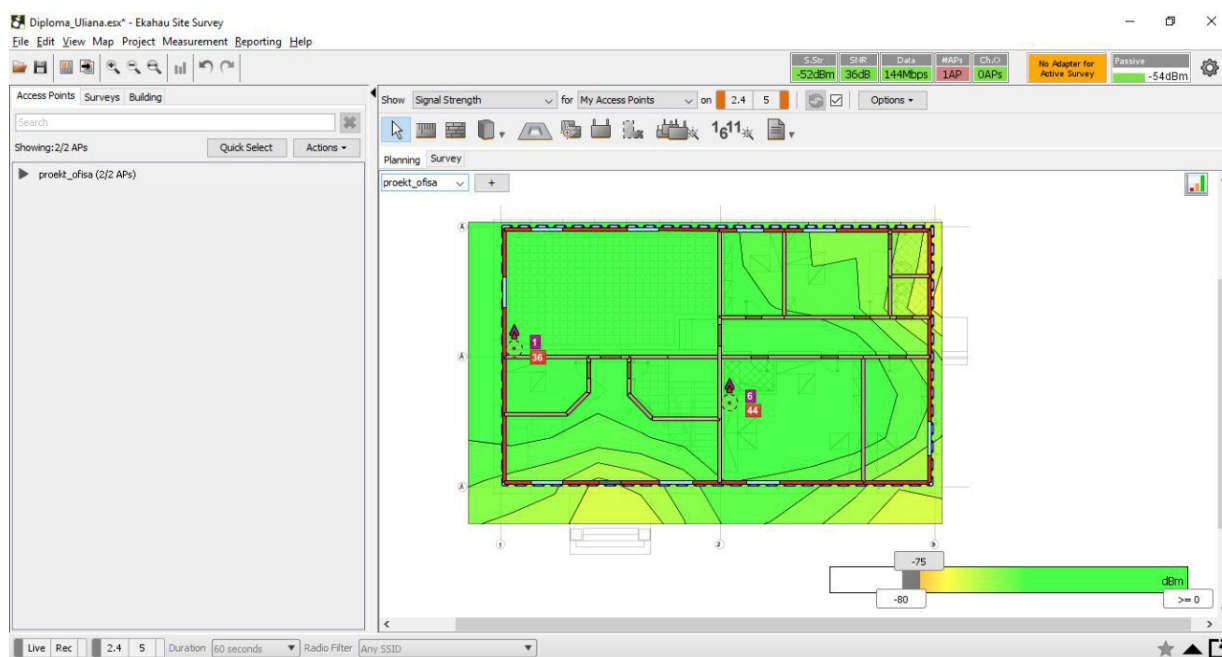 Diploma_Uliana.esx* - Ekahau Site Survey
File Edit View Map Project Measurement Reporting Help
S.Str SNR Data #APs Ch.O
-52dBm 36dB 144Mbps 1AP 0APs
No Adapter for
Active Survey
Passive
-54dBm
Access Points Surveys Building
Search
Showing:2/2 APs Quick Select Actions
proekt_ofisa (2/2 APs)
Show Signal Strength for My Access Points on 2.4 5 Options
1611
Planning Survey
proekt_ofisa +
A
A
A
1
36
6
44
1 2 3
-75
dBm
-80 >= 0
Live Rec 2.4 5 Duration 60 seconds Radio Filter Any SSID